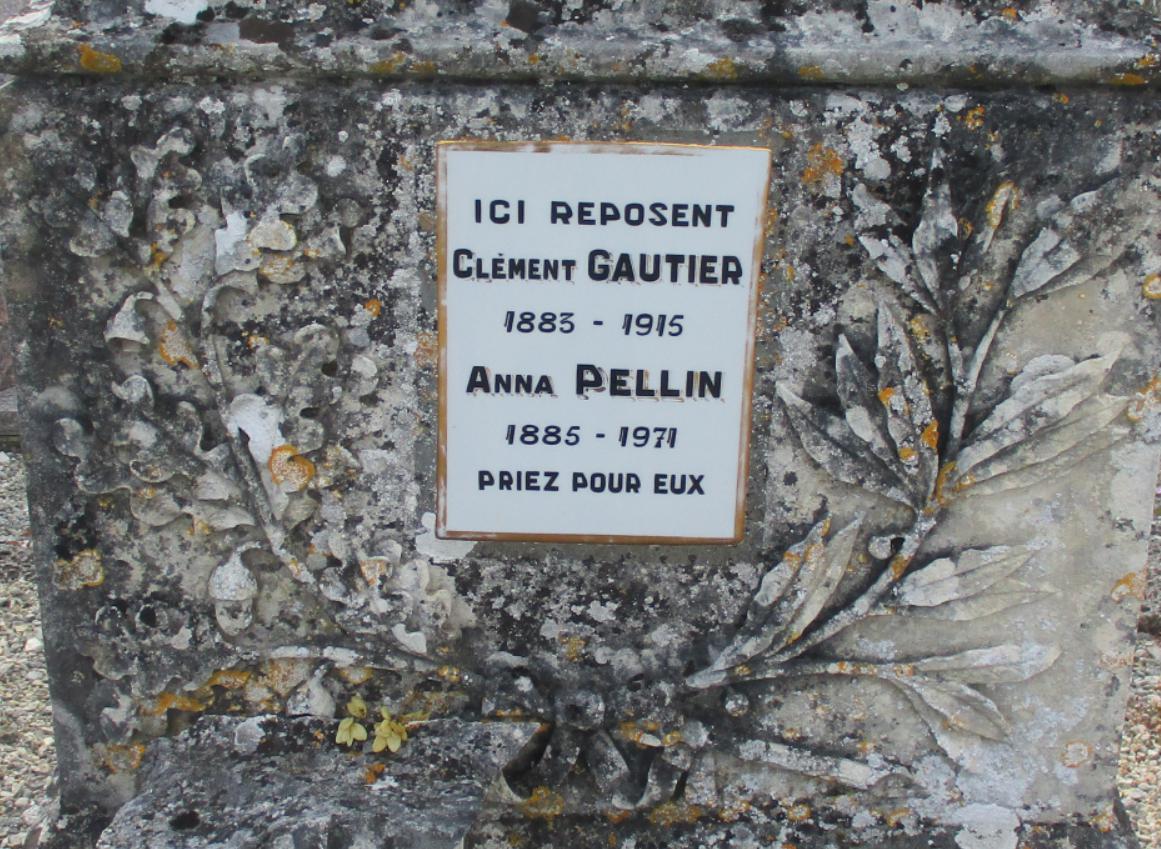 ICI REPOSENT
CLÉMENT GAUTIER
1883 - 1915
ANNA PELLIN
1885 - 1971
PRIEZ POUR EUX